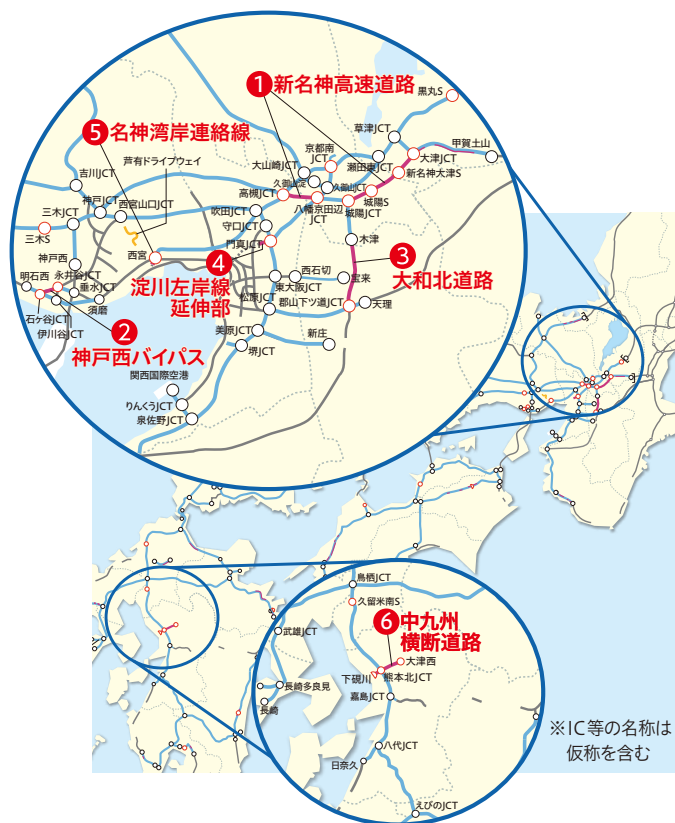 ❶新名神高速道路
黒丸S
❺名神湾岸連絡線
草津JCT
京都南
JCT
甲賀土山
芦有ドライブウェイ
大山崎JCT
瀬田東JCT
大津JCT
吉川JCT
久御山淀
久御山JCT
新名神大津S
神戸JCT
西宮山口JCT
高槻JCT
城陽S
三木JCT
吹田JCT
八幡京田辺
JCT
城陽JCT
三木S
守口JCT
門真JCT
木津
神戸西
西宮
❹
淀川左岸線
延伸部
❸
大和北道路
明石西
永井谷JCT
西石切
宝来
垂水JCT
東大阪JCT
須磨
松原JCT
郡山下ツ道JCT
天理
石ヶ谷JCT
伊川谷JCT
❷
神戸西バイパス
美原JCT
新庄
堺JCT
関西国際空港
りんくうJCT
泉佐野JCT
鳥栖JCT
久留米南S
❻中九州
横断道路
武雄JCT
大津西
下硯川
熊本北JCT
長崎多良見
嘉島JCT
長崎
※IC等の名称は
仮称を含む
八代JCT
日奈久
えびのJCT